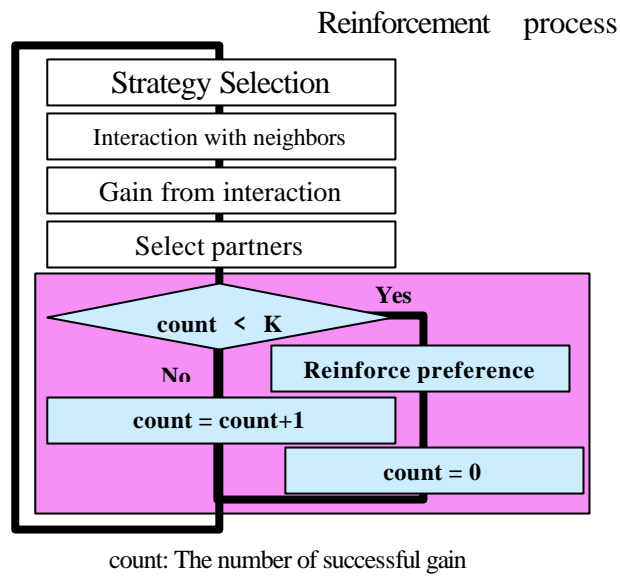 Reinforcement process
Strategy Selection
Interaction with neighbors
Gain from interaction
Select partners
Yes
count < K
No
Reinforce preference
count = count+1
count = 0
count: The number of successful gain